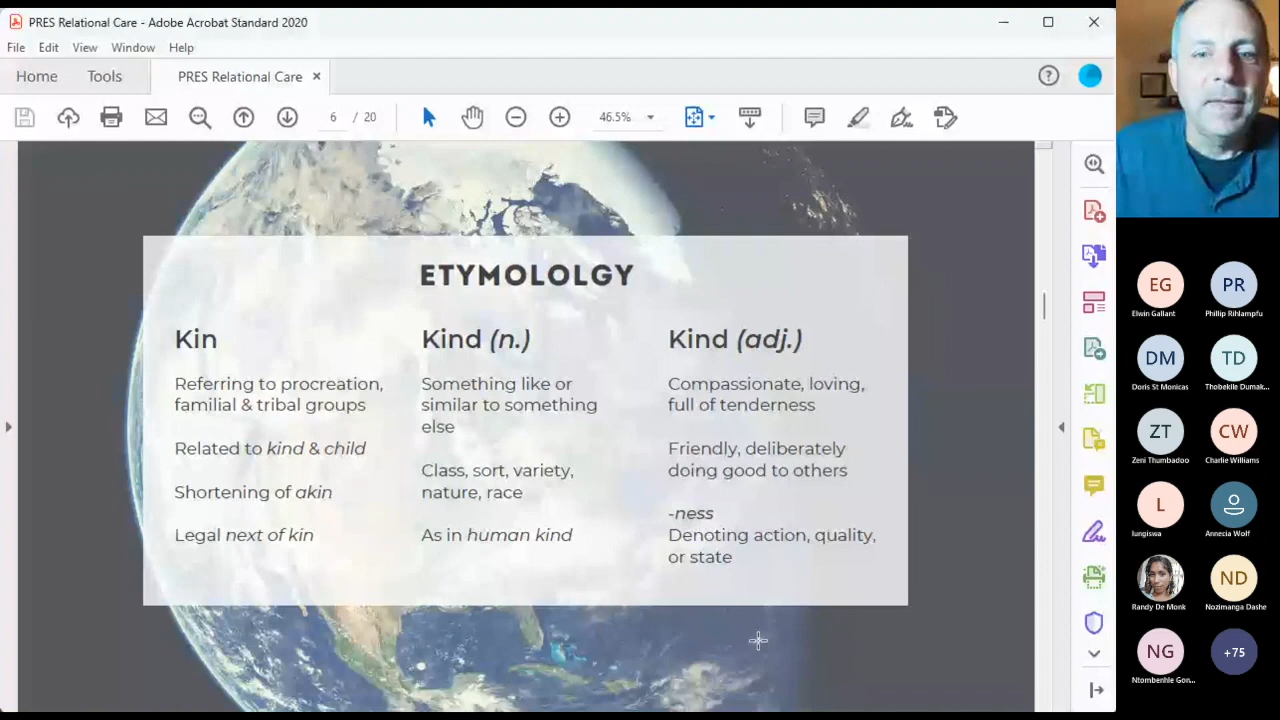 PRES Relational Care - Adobe Acrobat Standard 2020
File Edit View Window Help
Home Tools PRES Relational Care
6 / 20 46.5%
ETYMOLOLGY
Kin
Referring to procreation,
familial & tribal groups
Related to kind & child
Shortening of akin
Legal next of kin
Kind (n.)
Something like or
similar to something
else
Class, sort, variety,
nature, race
As in human kind
Kind (adj.)
Compassionate, loving,
full of tenderness
Friendly, deliberately
doing good to others
-ness
Denoting action, quality,
or state
EG PR
Elwin Gallant Phillip Rihlampfu
DM TD
Doris St Monicas Thobekile Dumak...
ZT CW
Zeni Thumbadoo Charlie Williams
L
lungiswa Annecia Wolf
ND
Randy De Monk Nozimanga Dashe
NG +75
Ntombenhle Gon...